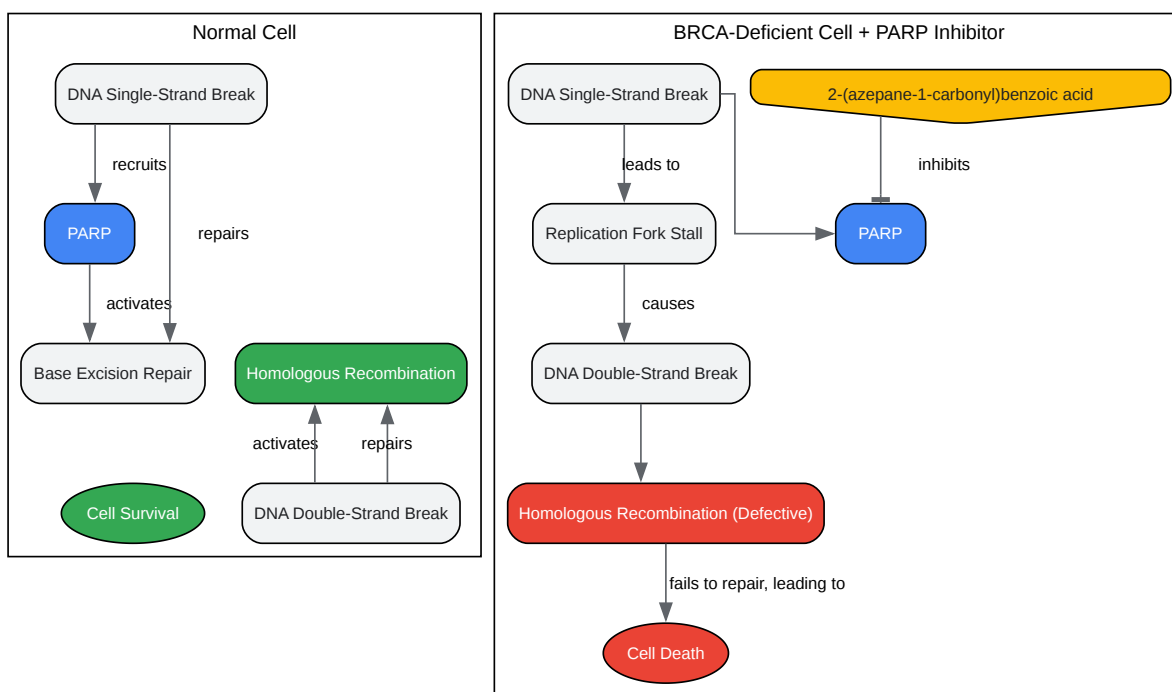 Normal Cell
DNA Single-Strand Break
recruits
PARP
repairs
activates
Base Excision Repair
Homologous Recombination
activates
repairs
Cell Survival
DNA Double-Strand Break
BRCA-Deficient Cell + PARP Inhibitor
DNA Single-Strand Break
2-(azepane-1-carbonyl)benzoic acid
leads to
inhibits
Replication Fork Stall
PARP
causes
DNA Double-Strand Break
Homologous Recombination (Defective)
fails to repair, leading to
Cell Death